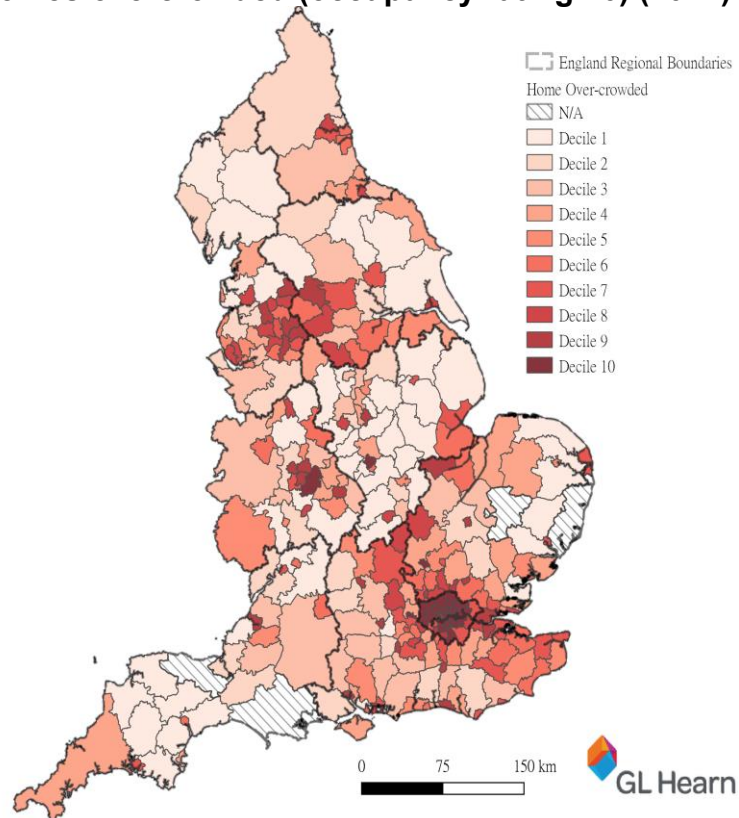 England Regional Boundaries
Home Over-crowded
N/A
Decile 1
Decile 2
Decile 3
Decile 4
Decile 5
Decile 6
Decile 7
Decile 8
Decile 9
Decile 10
0 75 150 km
GL Hearn